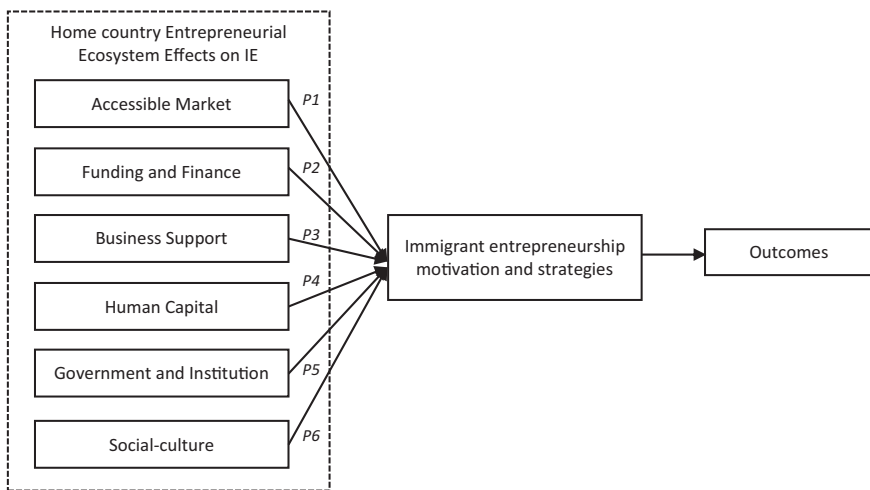 Home country Entrepreneurial
Ecosystem Effects on IE
Accessible Market
P1
Funding and Finance
P2
Business Support
P3
Human Capital
P4
Government and Institution
P5
Social-culture
P6
Immigrant entrepreneurship
motivation and strategies
Outcomes